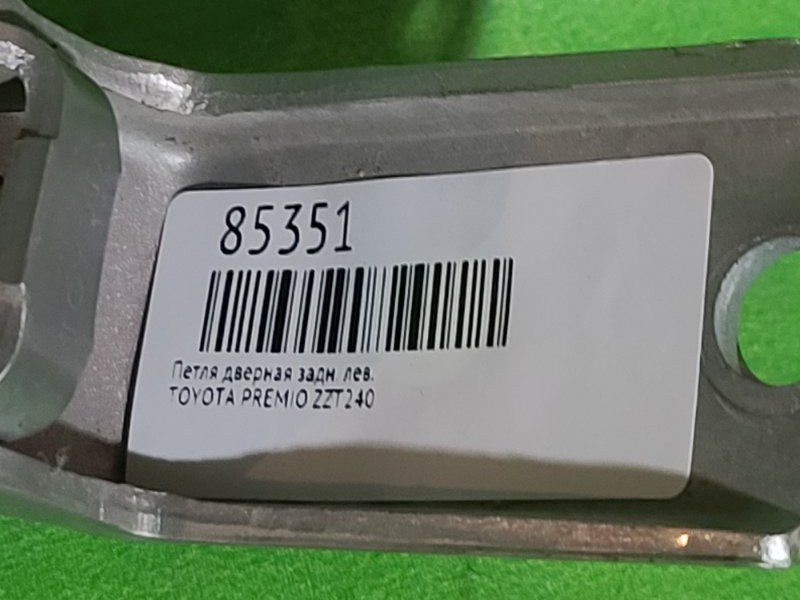 85351
Петля дверная задн. лев.
TOYOTA PREMIO ZZT240